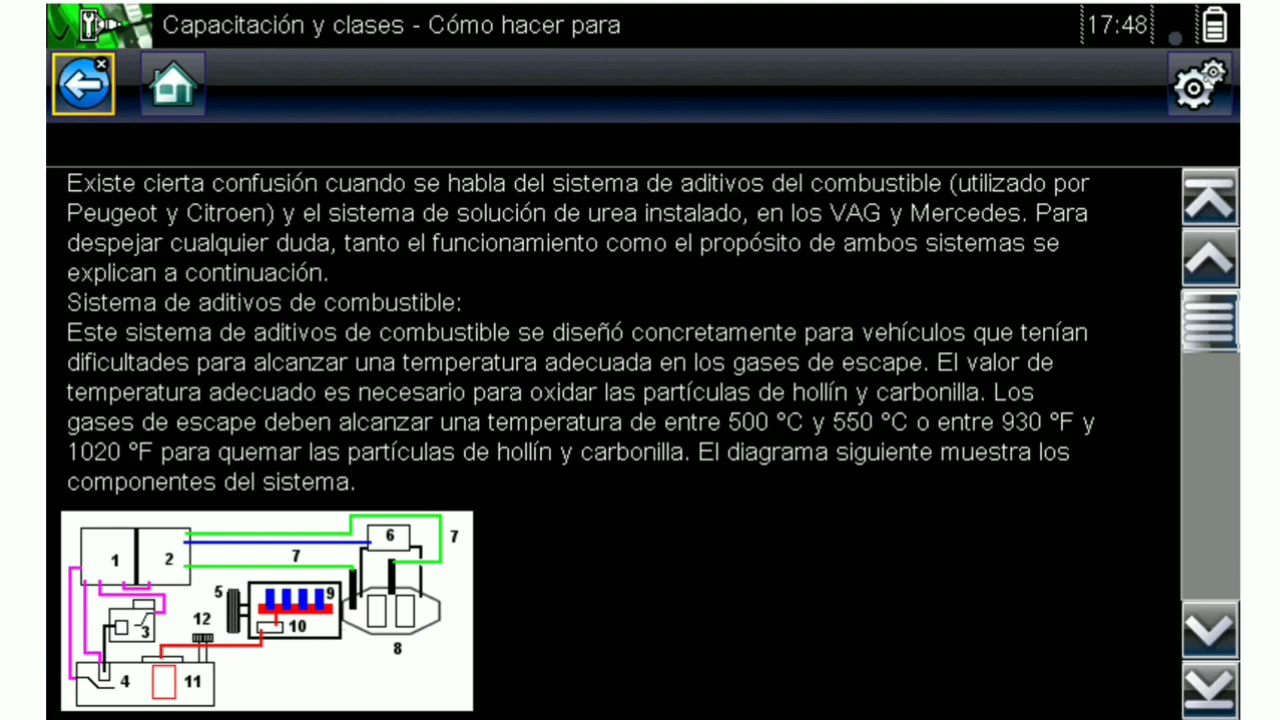 Capacitación y clases - Cómo hacer para
17:48
Existe cierta confusión cuando se habla del sistema de aditivos del combustible (utilizado por
Peugeot y Citroen) y el sistema de solución de urea instalado, en los VAG y Mercedes. Para
despejar cualquier duda, tanto el funcionamiento como el propósito de ambos sistemas se
explican a continuación.
Sistema de aditivos de combustible:
Este sistema de aditivos de combustible se diseñó concretamente para vehículos que tenían
dificultades para alcanzar una temperatura adecuada en los gases de escape. El valor de
temperatura adecuado es necesario para oxidar las partículas de hollín y carbonilla. Los
gases de escape deben alcanzar una temperatura de entre 500 ºC y 550 ºC o entre 930 ºF y
1020 ºF para quemar las partículas de hollín y carbonilla. El diagrama siguiente muestra los
componentes del sistema.
6
7
1
2
7
5
9
12
10
3
8
4
11